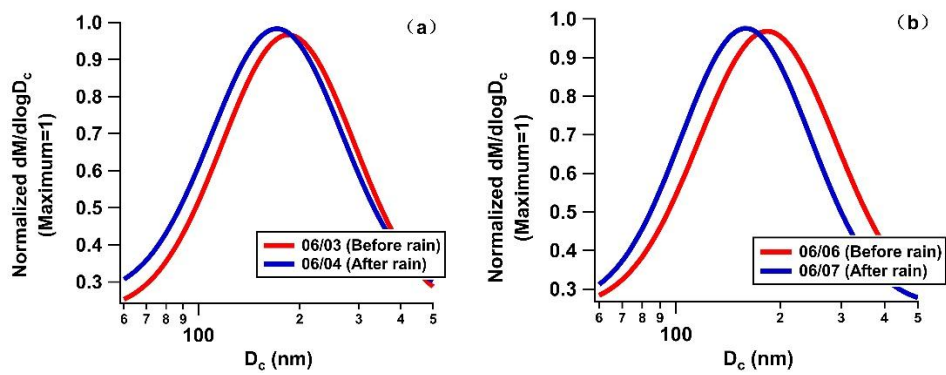 (a)
Normalized dM/dlogDc
(Maximum=1)
1.0
0.9
0.8
0.7
0.6
0.5
0.4
0.3
06/03 (Before rain)
06/04 (After rain)
6 7 8 9 100 2 3 4 5
Dc (nm)
(b)
Normalized dM/dlogDc
(Maximum=1)
1.0
0.9
0.8
0.7
0.6
0.5
0.4
0.3
06/06 (Before rain)
06/07 (After rain)
6 7 8 9 100 2 3 4 5
Dc (nm)